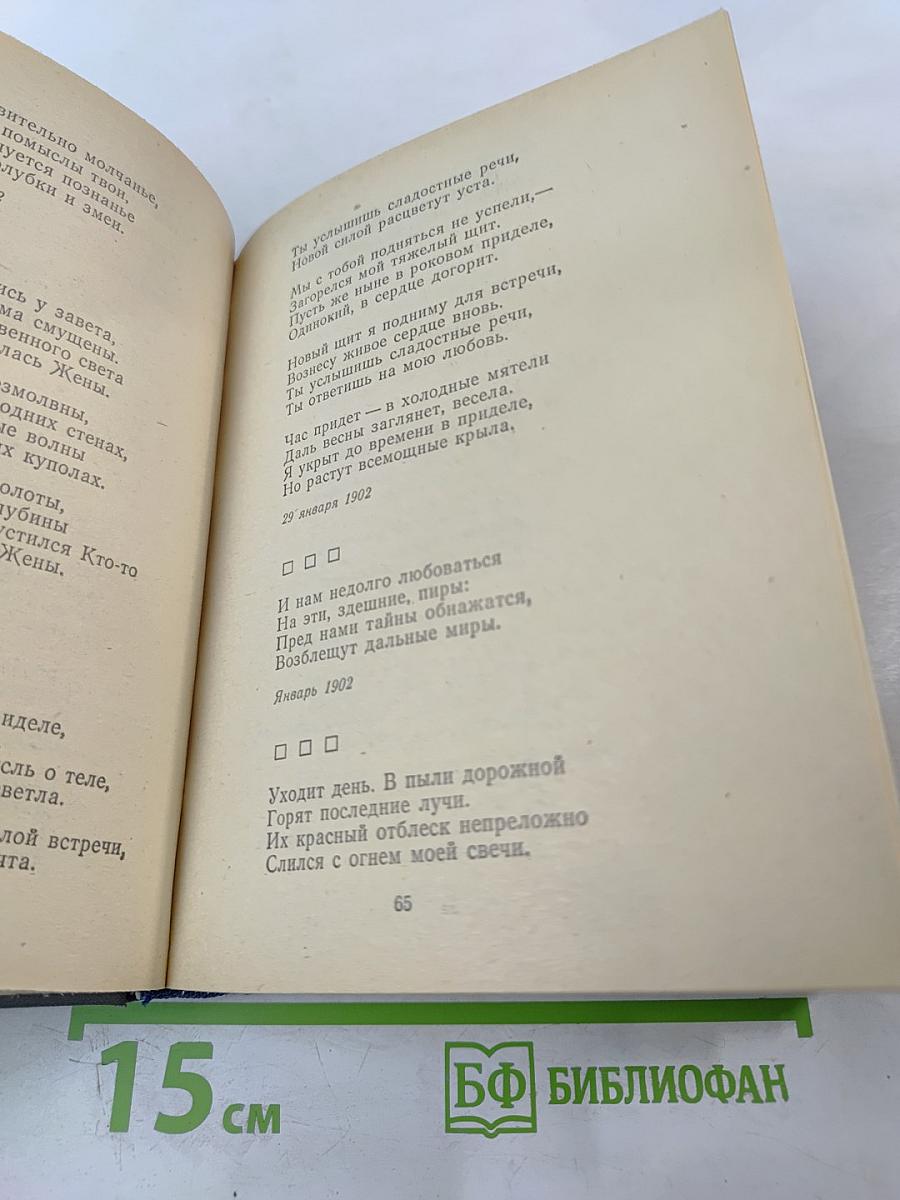 вительно молчанье,
помыслы твои,
уется познанье
лубки и змеи.
?
ись у завета,
ма смущены.
венного света
лась Жены.
езмолвны,
одних стенах,
ые волны
их куполах.
олоты,
лубины
устился Кто-то
Жены.
иделе,
сль о теле,
ветла.
лой встречи,
чта.
Ты услышишь сладостные речи,
Новой силой расцветут уста.
Мы с тобой подняться не успели,—
Загорелся мой тяжелый щит.
Пусть же ныне в роковом приделе,
Одинокий, в сердце догорит.
Новый щит я подниму для встречи,
Вознесу живое сердце вновь.
Ты услышишь сладостные речи,
Ты ответишь на мою любовь.
Час придет — в холодные мятели
Даль весны заглянет, весела.
Я укрыт до времени в приделе,
Но растут всемощные крыла.
29 января 1902
□ □ □
И нам недолго любоваться
На эти, здешние, пиры:
Пред нами тайны обнажатся,
Возблещут дальные миры.
Январь 1902
□ □ □
Уходит день. В пыли дорожной
Горят последние лучи.
Их красный отблеск непреложно
Слился с огнем моей свечи.
65
15 см
БФ БИБЛИОФАН